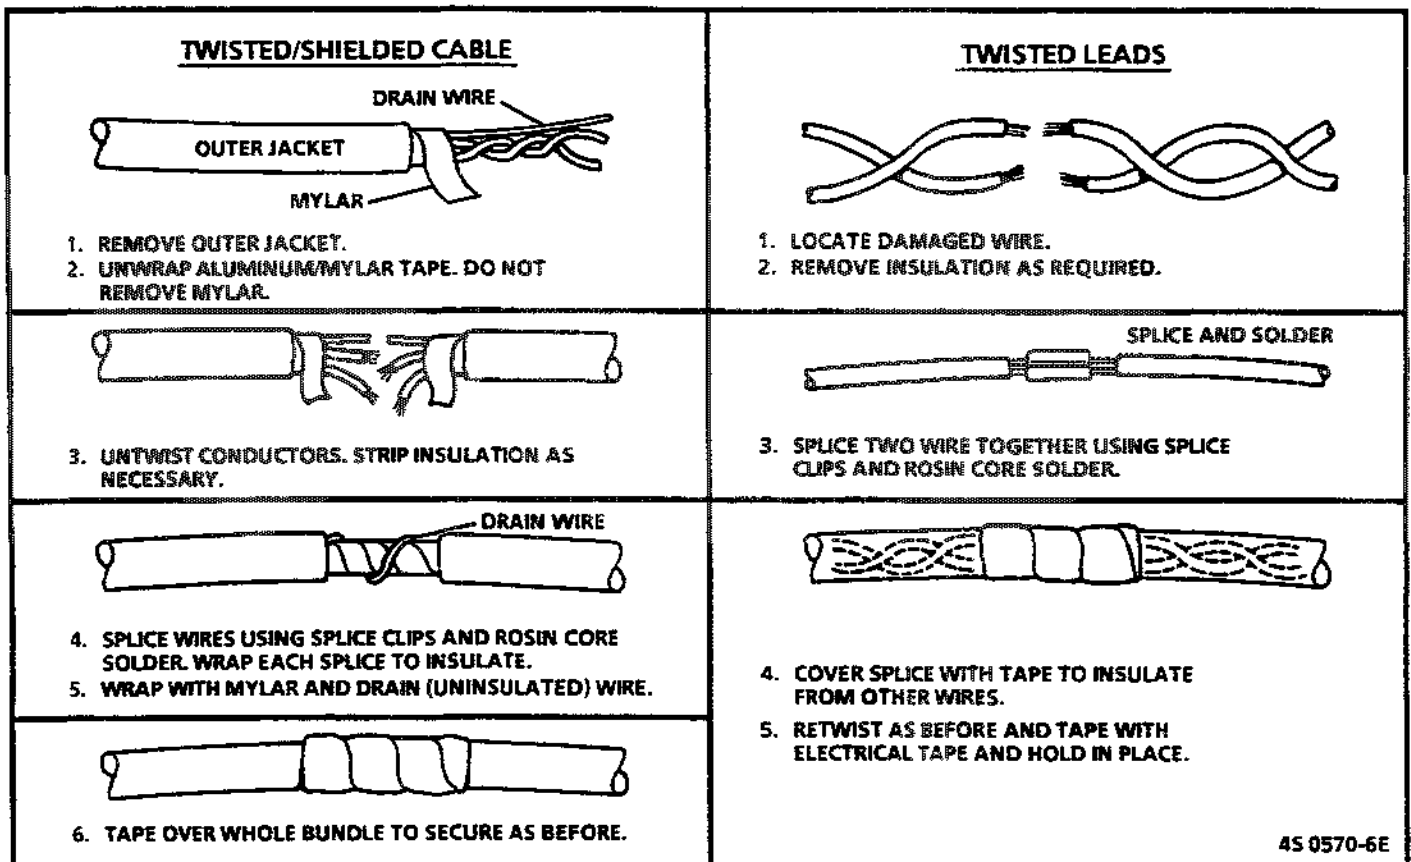 TWISTED/SHIELDED CABLE
DRAIN WIRE
OUTER JACKET
MYLAR
1. REMOVE OUTER JACKET.
2. UNWRAP ALUMINUM/MYLAR TAPE. DO NOT
REMOVE MYLAR.
3. UNTWIST CONDUCTORS. STRIP INSULATION AS
NECESSARY.
DRAIN WIRE
4. SPLICE WIRES USING SPLICE CLIPS AND ROSIN CORE
SOLDER. WRAP EACH SPLICE TO INSULATE.
5. WRAP WITH MYLAR AND DRAIN (UNINSULATED) WIRE.
6. TAPE OVER WHOLE BUNDLE TO SECURE AS BEFORE.
TWISTED LEADS
1. LOCATE DAMAGED WIRE.
2. REMOVE INSULATION AS REQUIRED.
SPLICE AND SOLDER
3. SPLICE TWO WIRE TOGETHER USING SPLICE
CLIPS AND ROSIN CORE SOLDER.
4. COVER SPLICE WITH TAPE TO INSULATE
FROM OTHER WIRES.
5. RETWIST AS BEFORE AND TAPE WITH
ELECTRICAL TAPE AND HOLD IN PLACE.
4S 0570-6E